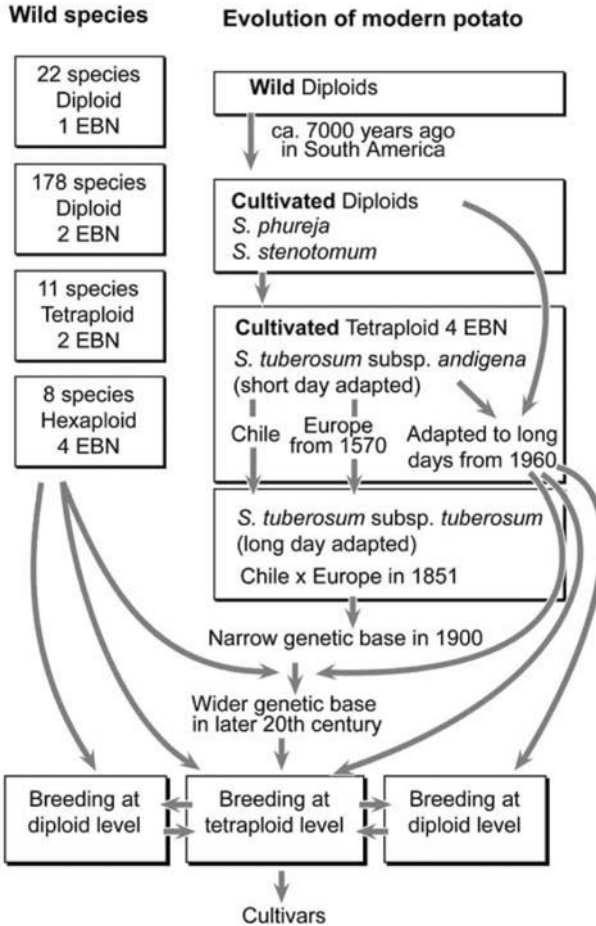 Wild species
22 species
Diploid
1 EBN
178 species
Diploid
2 EBN
11 species
Tetraploid
2 EBN
8 species
Hexaploid
4 EBN
Evolution of modern potato
Wild Diploids
ca. 7000 years ago
in South America
Cultivated Diploids
S. phureja
S. stenotomum
Cultivated Tetraploid 4 EBN
S. tuberosum subsp. andigena
(short day adapted)
Chile
Europe
from 1570
Adapted to long
days from 1960
S. tuberosum subsp. tuberosum
(long day adapted)
Chile x Europe in 1851
Narrow genetic base in 1900
Wider genetic base
in later 20th century
Breeding at
diploid level
Breeding at
tetraploid level
Breeding at
diploid level
Cultivars